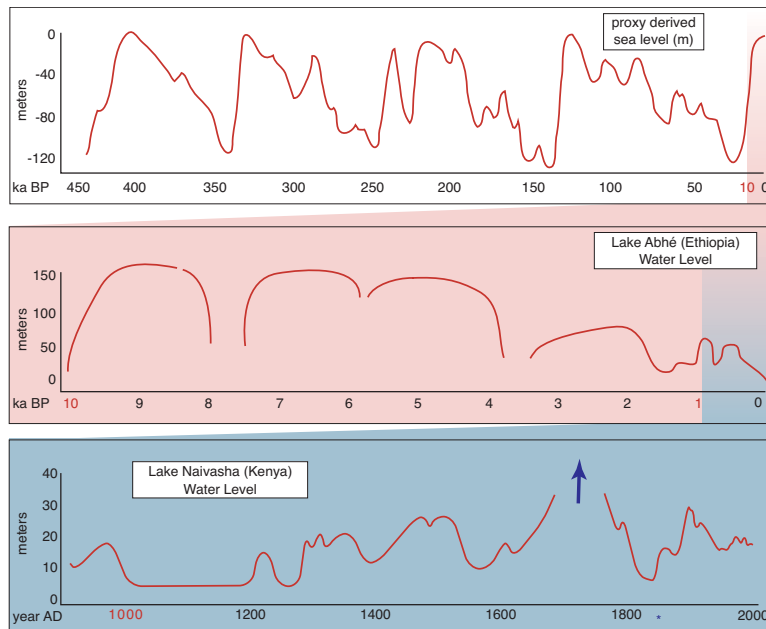 proxy derived
sea level (m)
0
-40
-80
-120
meters
ka BP 450 400 350 300 250 200 150 100 50 10 0
Lake Abhé (Ethiopia)
Water Level
150
100
50
0
meters
ka BP 10 9 8 7 6 5 4 3 2 1 0
Lake Naivasha (Kenya)
Water Level
40
30
20
10
0
meters
year AD 1000 1200 1400 1600 1800 * 2000